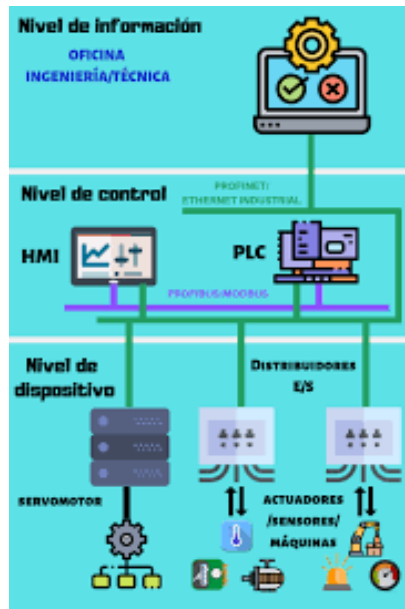 Nivel de información
OFICINA
INGENIERÍA/TÉCNICA
Nivel de control
PROFINET/
ETHERNET INDUSTRIAL
HMI
PLC
PROFIBUS/MODBUS
Nivel de
dispositivo
DISTRIBUIDORES
E/S
SERVOMOTOR
ACTUADORES
/SENSORES/
MÁQUINAS